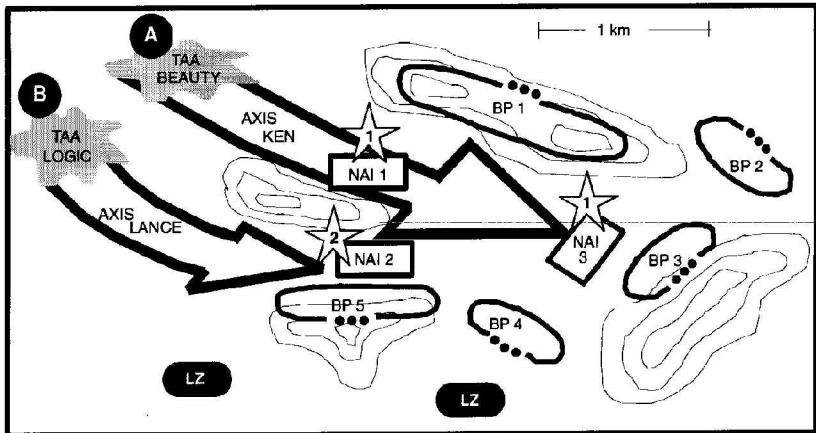 A
TAA
BEAUTY
B
TAA
LOGIC
1 km
AXIS
KEN
1
NAI 1
BP 1
BP 2
AXIS
LANCE
2
NAI 2
1
NAI
3
BP 3
BP 5
BP 4
LZ
LZ